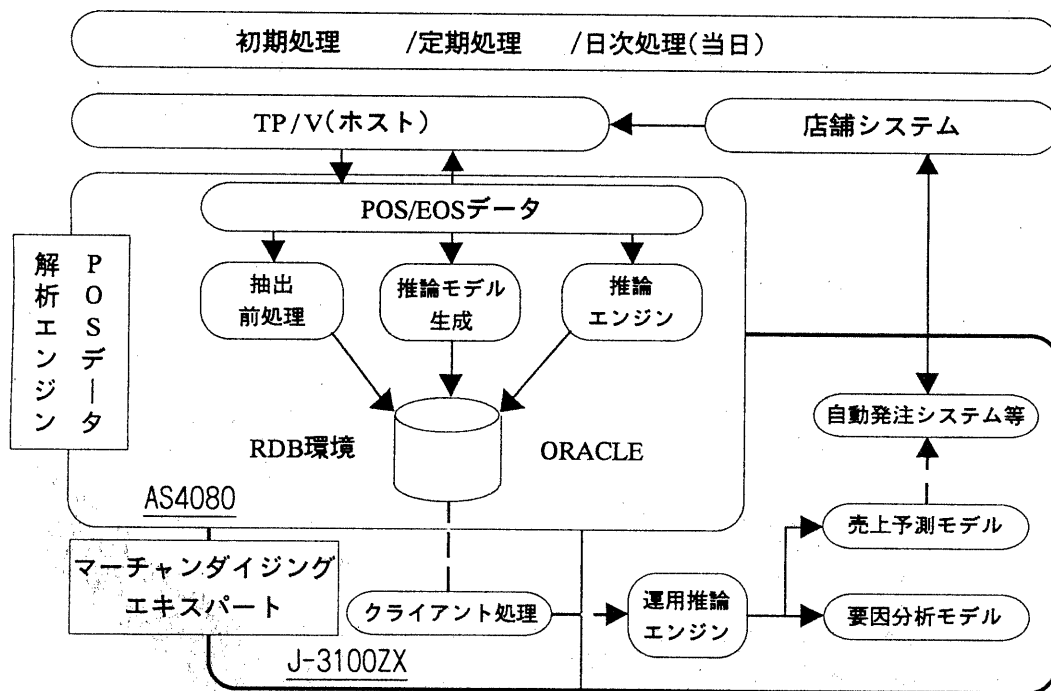 初期処理 /定期処理 /日次処理(当日)
TP/V(ホスト)
店舗システム
POS/EOSデータ
POSデータ
解析エンジン
抽出
前処理
推論モデル
生成
推論
エンジン
RDB環境
ORACLE
自動発注システム等
AS4080
売上予測モデル
マーチャンダイジング
エキスパート
クライアント処理
運用推論
エンジン
要因分析モデル
J-3100ZX